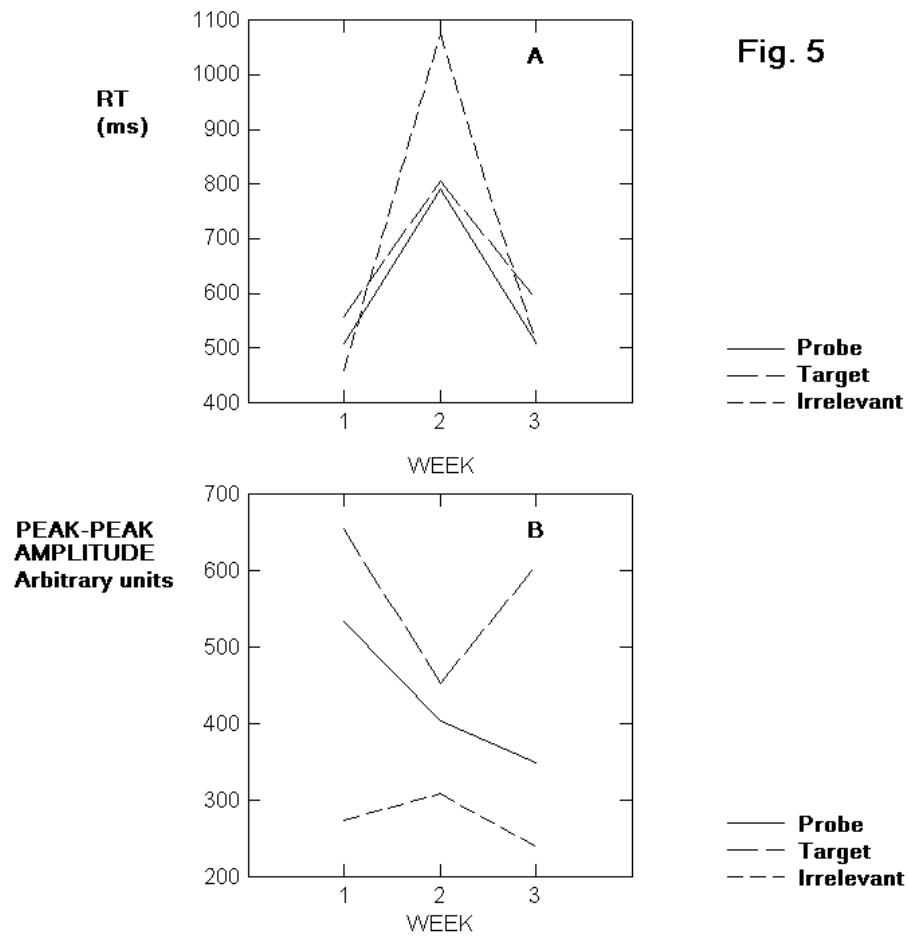 Fig. 5
A
RT
(ms)
1100
1000
900
800
700
600
500
400
1 2 3
WEEK
Probe
Target
Irrelevant
B
PEAK-PEAK
AMPLITUDE
Arbitrary units
700
600
500
400
300
200
1 2 3
WEEK
Probe
Target
Irrelevant